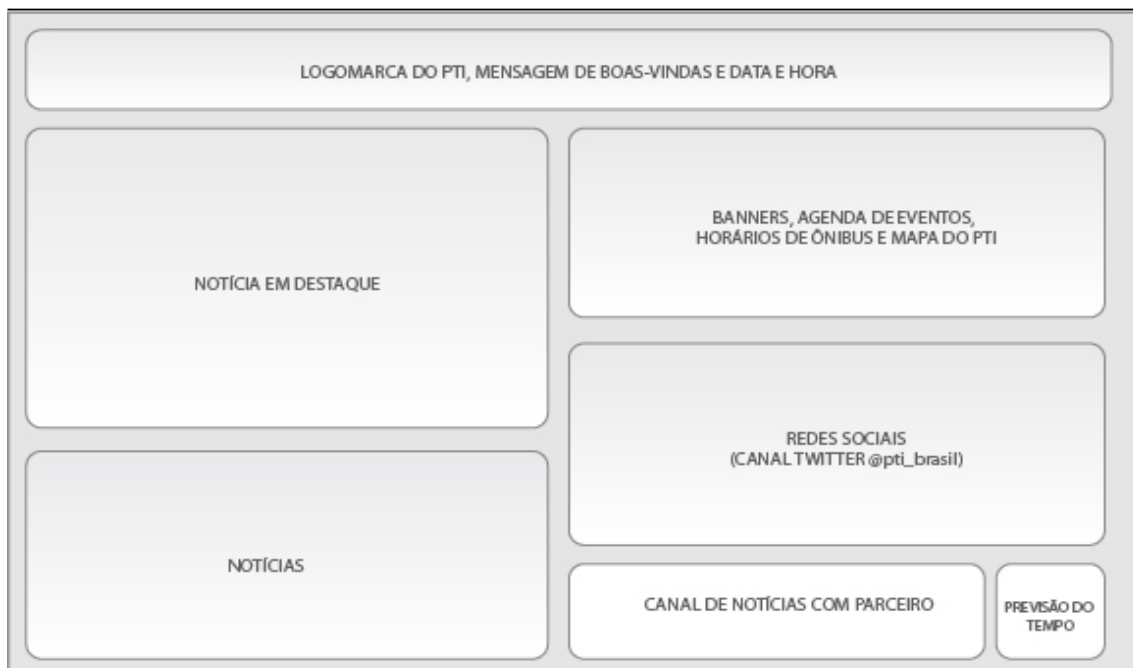 LOGOMARCA DO PTI, MENSAGEM DE BOAS-VINDAS E DATA E HORA
NOTÍCIA EM DESTAQUE
BANNERS, AGENDA DE EVENTOS,
HORÁRIOS DE ÔNIBUS E MAPA DO PTI
REDES SOCIAIS
(CANAL TWITTER @pti_brasil)
NOTÍCIAS
CANAL DE NOTÍCIAS COM PARCEIRO
PREVISÃO DO
TEMPO